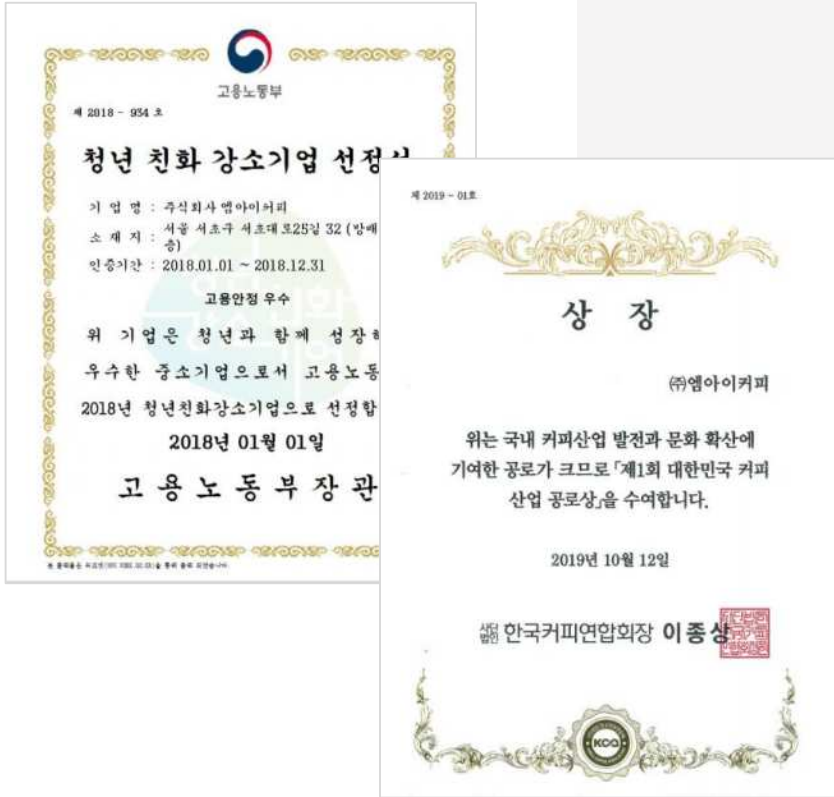 고용노동부
제 2018 - 934 호
청년 친화 강소기업 선정서
기 업 명 : 주식회사 엠아이커피
소 재 지 : 서울 서초구 서초대로25길 32 (방배
층)
인증기간 : 2018.01.01 ~ 2018.12.31
고용안정 우수
위 기업은 청년과 함께 성장하
우수한 중소기업으로서 고용노동
2018년 청년친화강소기업으로 선정합
2018년 01월 01일
고 용 노 동 부 장 관
제 2019 - 01호
상 장
㈜엠아이커피
위는 국내 커피산업 발전과 문화 확산에
기여한 공로가 크므로 「제1회 대한민국 커피
산업 공로상」을 수여합니다.
2019년 10월 12일
사단법인 한국커피연합회장 이종상
KCA